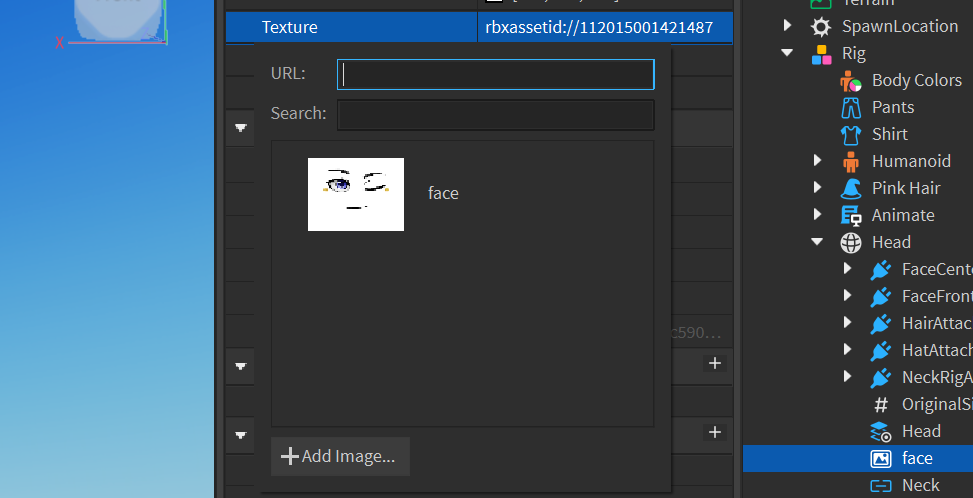 Terrain
Texture
rbxassetid://112015001421487
SpawnLocation
Rig
URL:
Body Colors
Search:
Pants
Shirt
Humanoid
face
Pink Hair
Animate
Head
FaceCente
FaceFront
HairAttac
c590...
HatAttach
NeckRigA
# OriginalSi
Head
+Add Image...
face
Neck
X